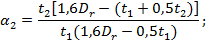 α₂ = t₂[1,6Dᵣ − (t₁ + 0,5t₂)] / t₁(1,6Dᵣ − 0,5t₁);